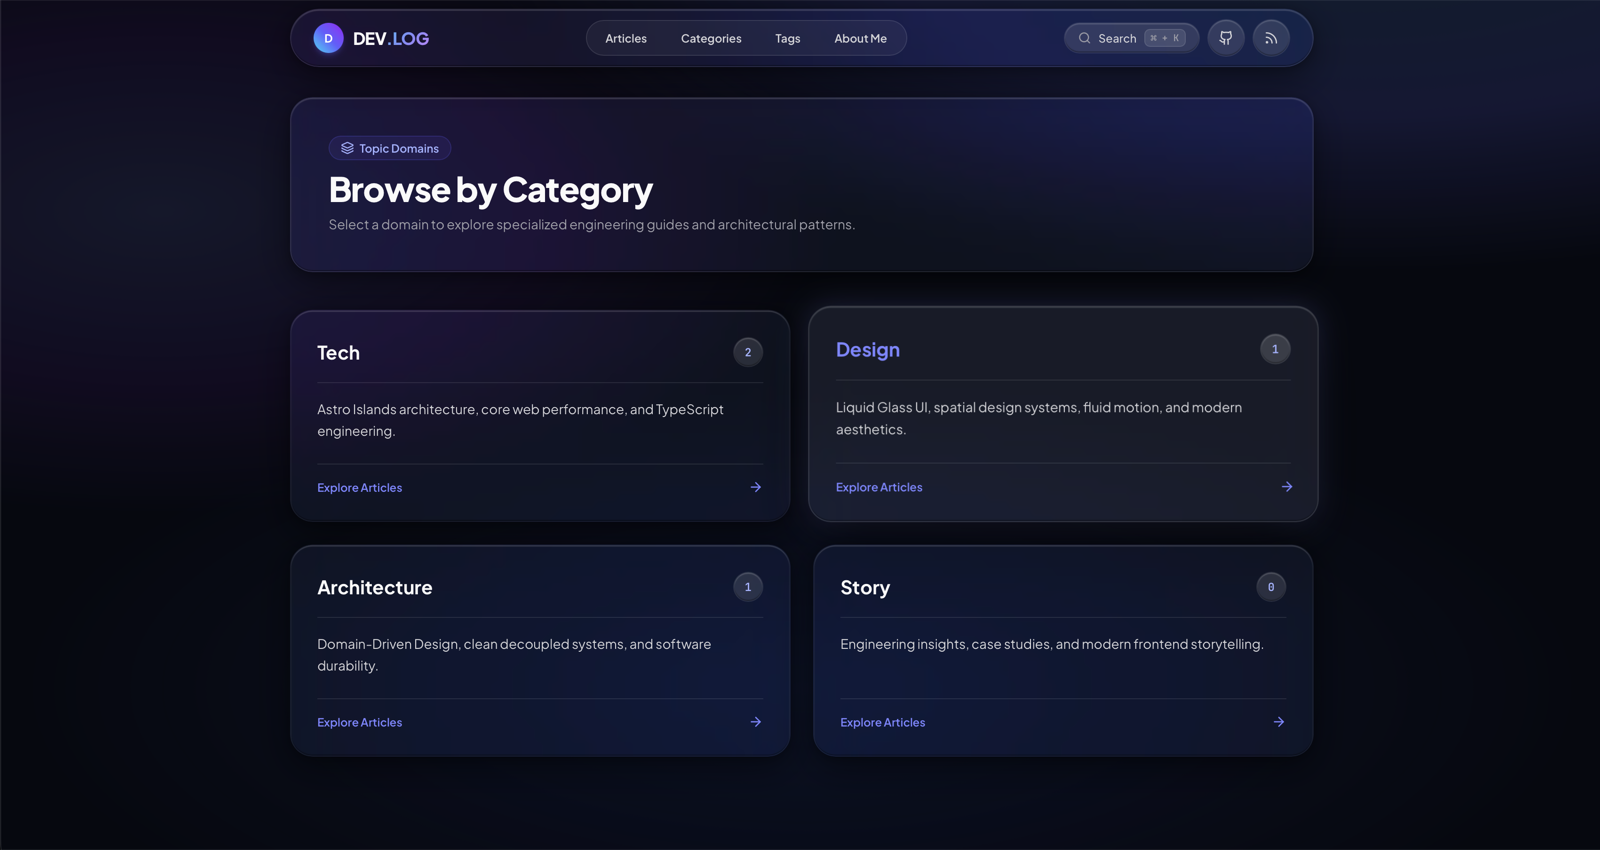 D DEV.LOG
Articles Categories Tags About Me
Search ⌘ + K
Topic Domains
Browse by Category
Select a domain to explore specialized engineering guides and architectural patterns.
Tech 2
Astro Islands architecture, core web performance, and TypeScript
engineering.
Explore Articles
Design 1
Liquid Glass UI, spatial design systems, fluid motion, and modern
aesthetics.
Explore Articles
Architecture 1
Domain-Driven Design, clean decoupled systems, and software
durability.
Explore Articles
Story 0
Engineering insights, case studies, and modern frontend storytelling.
Explore Articles